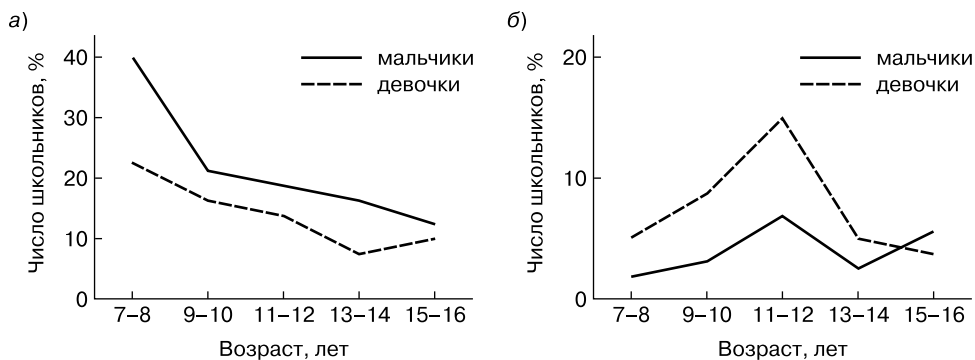 а)
Число школьников, %
40
30
20
10
0
мальчики
девочки
7–8 9–10 11–12 13–14 15–16
Возраст, лет
б)
Число школьников, %
20
10
0
мальчики
девочки
7–8 9–10 11–12 13–14 15–16
Возраст, лет